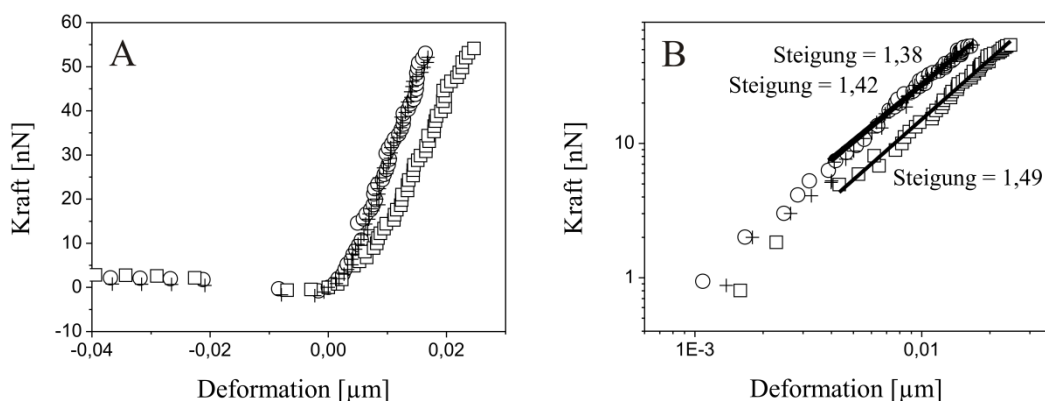 A
Kraft [nN]
60
50
40
30
20
10
0
-10
-0,04
-0,02
0,00
0,02
Deformation [µm]
B
Steigung = 1,38
Steigung = 1,42
Steigung = 1,49
Kraft [nN]
10
1
1E-3
0,01
Deformation [µm]